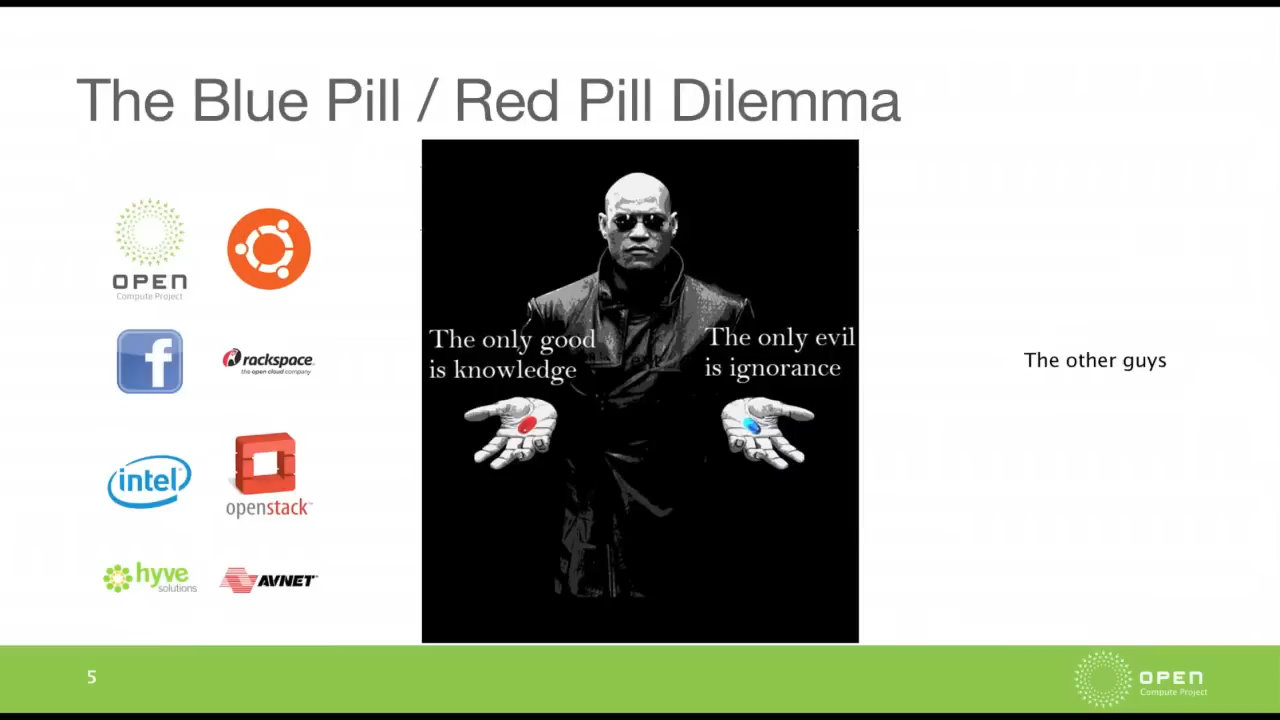 The Blue Pill / Red Pill Dilemma
OPEN
Compute Project
f
rackspace
the open cloud company
intel
openstack
hyve
solutions
AVNET
The only good
is knowledge
The only evil
is ignorance
The other guys
5
OPEN
Compute Project